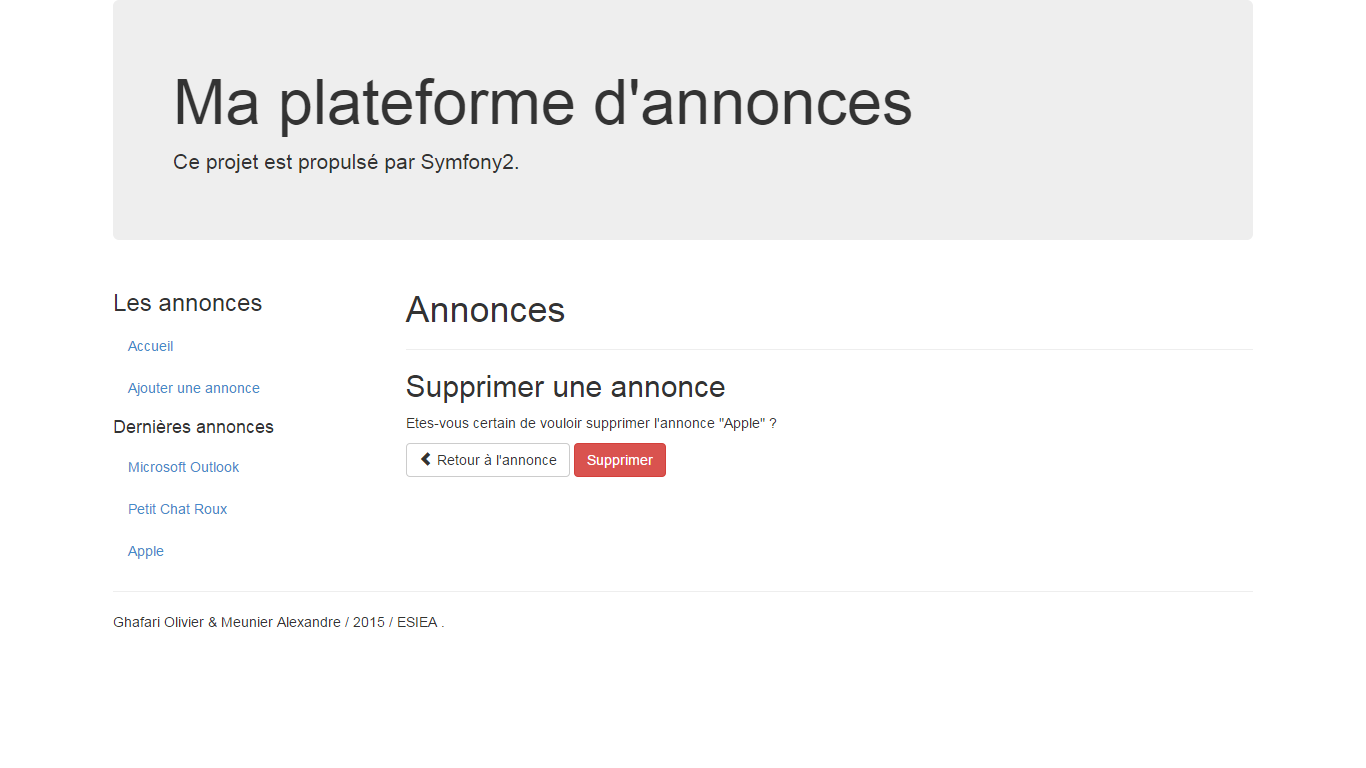 Ma plateforme d'annonces
Ce projet est propulsé par Symfony2.
Les annonces
Accueil
Ajouter une annonce
Dernières annonces
Microsoft Outlook
Petit Chat Roux
Apple
Annonces
Supprimer une annonce
Etes-vous certain de vouloir supprimer l'annonce "Apple" ?
Retour à l'annonce
Supprimer
Ghafari Olivier & Meunier Alexandre / 2015 / ESIEA .